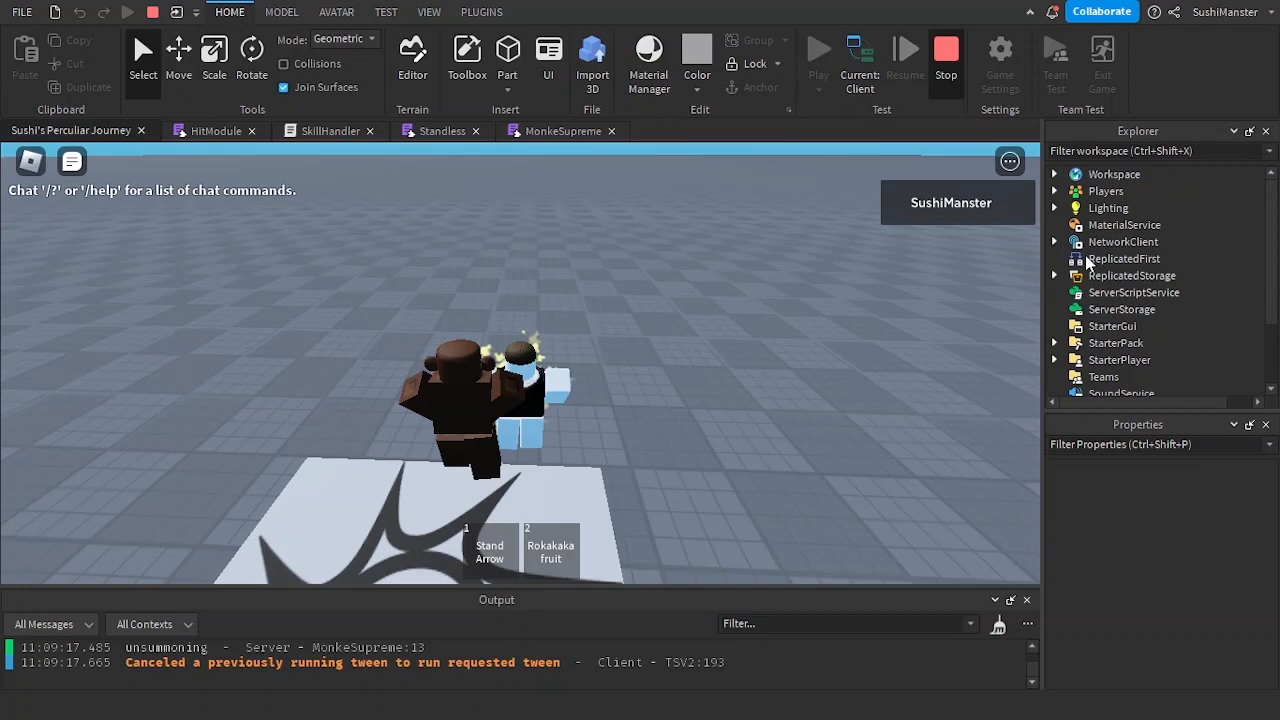 FILE HOME MODEL AVATAR TEST VIEW PLUGINS Collaborate SushiManster
Paste Copy Cut Duplicate Select Move Scale Rotate Mode: Geometric Collisions Join Surfaces Editor Toolbox Part UI Import 3D Material Manager Color Group Lock Anchor Play Current: Client Resume Stop Game Settings Team Test Exit Game
Clipboard Tools Terrain Insert File Edit Test Settings Team Test
Sushi's Perculiar Journey HitModule SkillHandler Standless MonkeSupreme
Chat '/?' or '/help' for a list of chat commands.
SushiManster
1 Stand Arrow
2 Rokakaka fruit
Explorer
Filter workspace (Ctrl+Shift+X)
Workspace
Players
Lighting
MaterialService
NetworkClient
ReplicatedFirst
ReplicatedStorage
ServerScriptService
ServerStorage
StarterGui
StarterPack
StarterPlayer
Teams
SoundService
Properties
Filter Properties (Ctrl+Shift+P)
Output
All Messages All Contexts Filter... 
11:09:17.485 unsummoning - Server - MonkeSupreme:13
11:09:17.665 Canceled a previously running tween to run requested tween - Client - TSV2:193